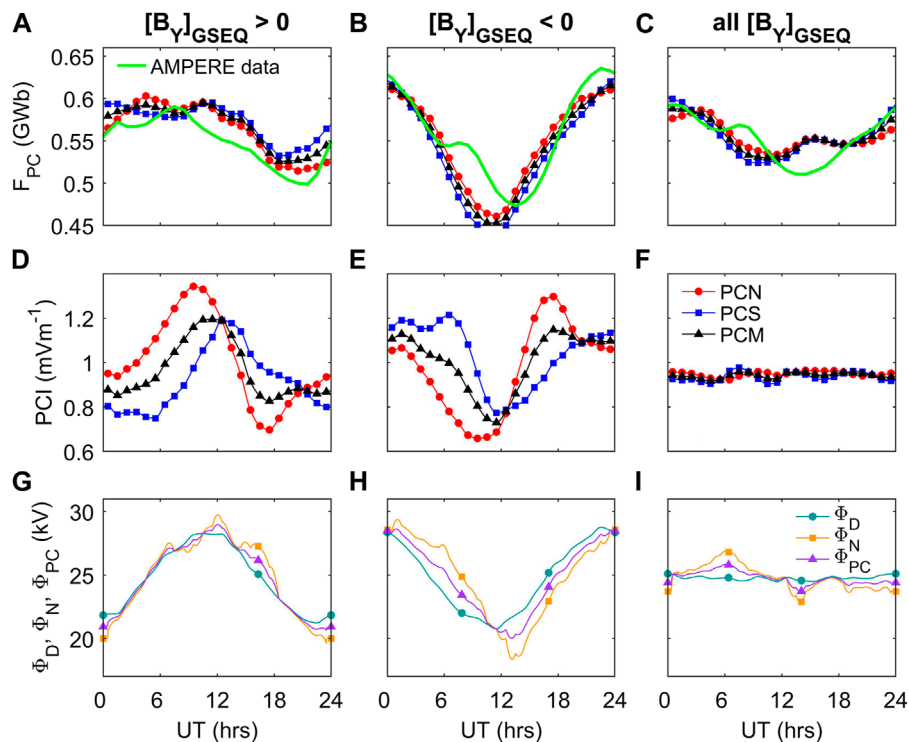 A [B_Y]_GSEQ > 0 B [B_Y]_GSEQ < 0 C all [B_Y]_GSEQ
F_PC (GWb)
0.65
0.6
0.55
0.5
0.45
AMPERE data
D E F
PCI (mVm⁻¹)
1.2
1
0.8
0.6
PCN
PCS
PCM
G H I
Φ_D, Φ_N, Φ_PC (kV)
30
25
20
Φ_D
Φ_N
Φ_PC
0 6 12 18 24 0 6 12 18 24 0 6 12 18 24
UT (hrs) UT (hrs) UT (hrs)